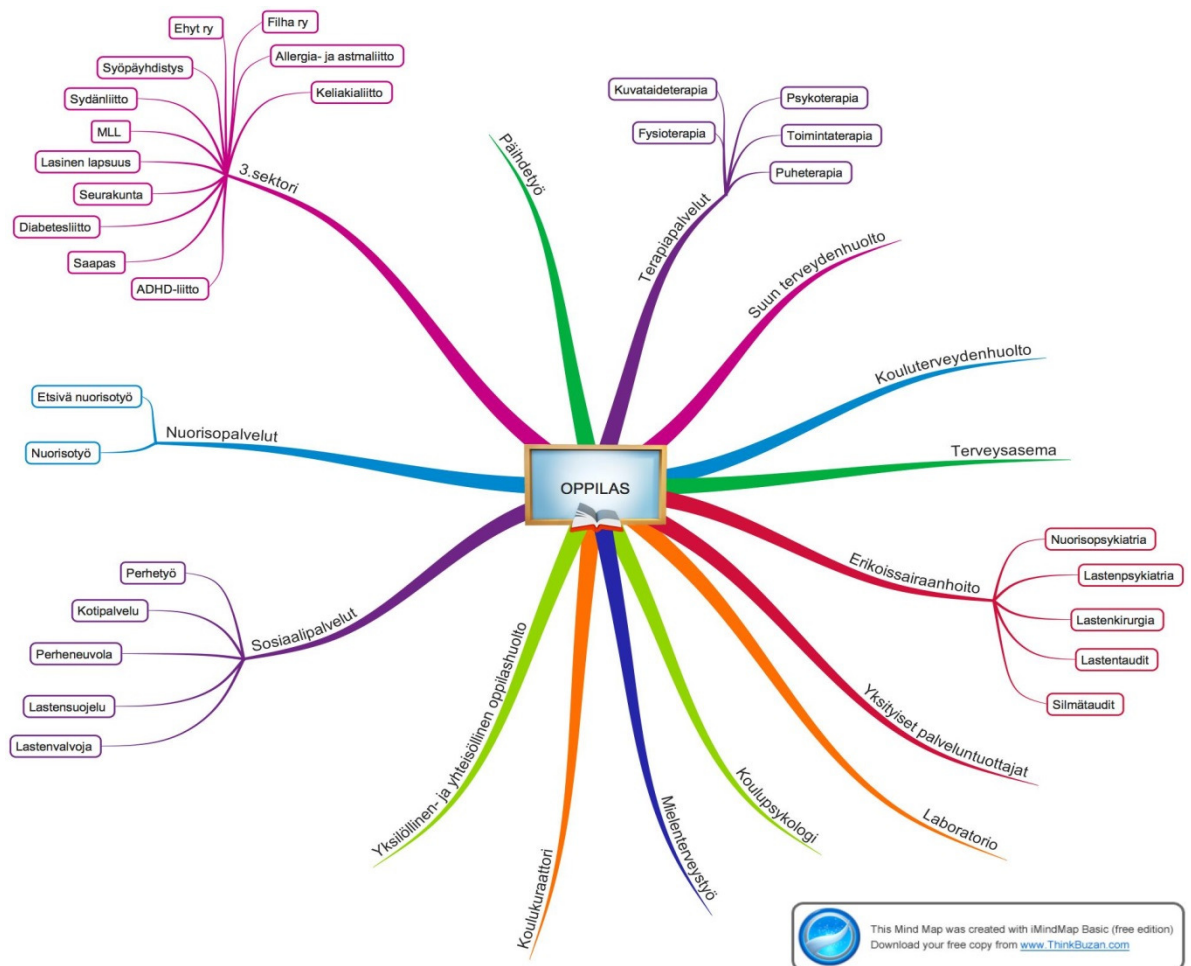 OPPILAS
3.sektori
Ehyt ry
Filha ry
Syöpäyhdistys
Allergia- ja astmaliitto
Sydänliitto
Keliakialiitto
MLL
Lasinen lapsuus
Seurakunta
Diabetesliitto
Saapas
ADHD-liitto
Päihdetyö
Terapiapalvelut
Kuvataideterapia
Psykoterapia
Fysioterapia
Toimintaterapia
Puheterapia
Suun terveydenhuolto
Kouluterveydenhuolto
Terveysasema
Erikoissairaanhoito
Nuorisopsykiatria
Lastenpsykiatria
Lastenkirurgia
Lastentaudit
Silmätaudit
Yksityiset palveluntuottajat
Laboratorio
Koulupsykologi
Mielenterveystyö
Koulukuraattori
Yksilöllinen- ja yhteisöllinen oppilashuolto
Sosiaalipalvelut
Perhetyö
Kotipalvelu
Perheneuvola
Lastensuojelu
Lastenvalvoja
Nuorisopalvelut
Etsivä nuorisotyö
Nuorisotyö
This Mind Map was created with iMindMap Basic (free edition)
Download your free copy from www.ThinkBuzan.com